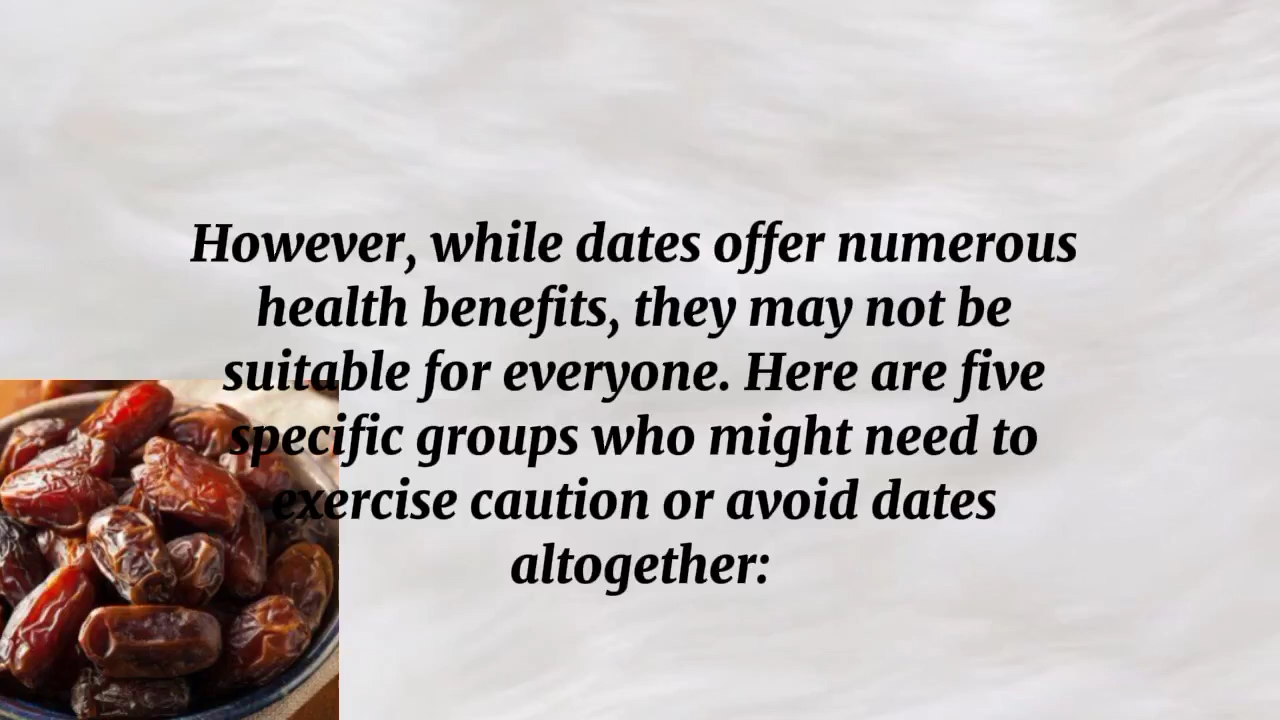 However, while dates offer numerous
health benefits, they may not be
suitable for everyone. Here are five
specific groups who might need to
exercise caution or avoid dates
altogether: